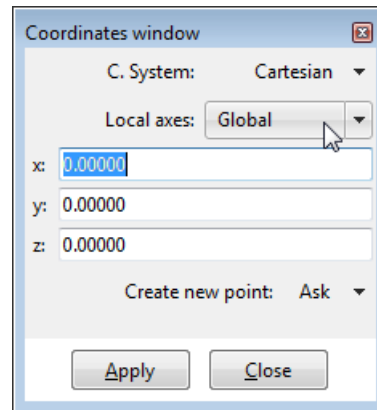 Coordinates window
C. System: Cartesian
Local axes: Global
x: 0.00000
y: 0.00000
z: 0.00000
Create new point: Ask
Apply Close